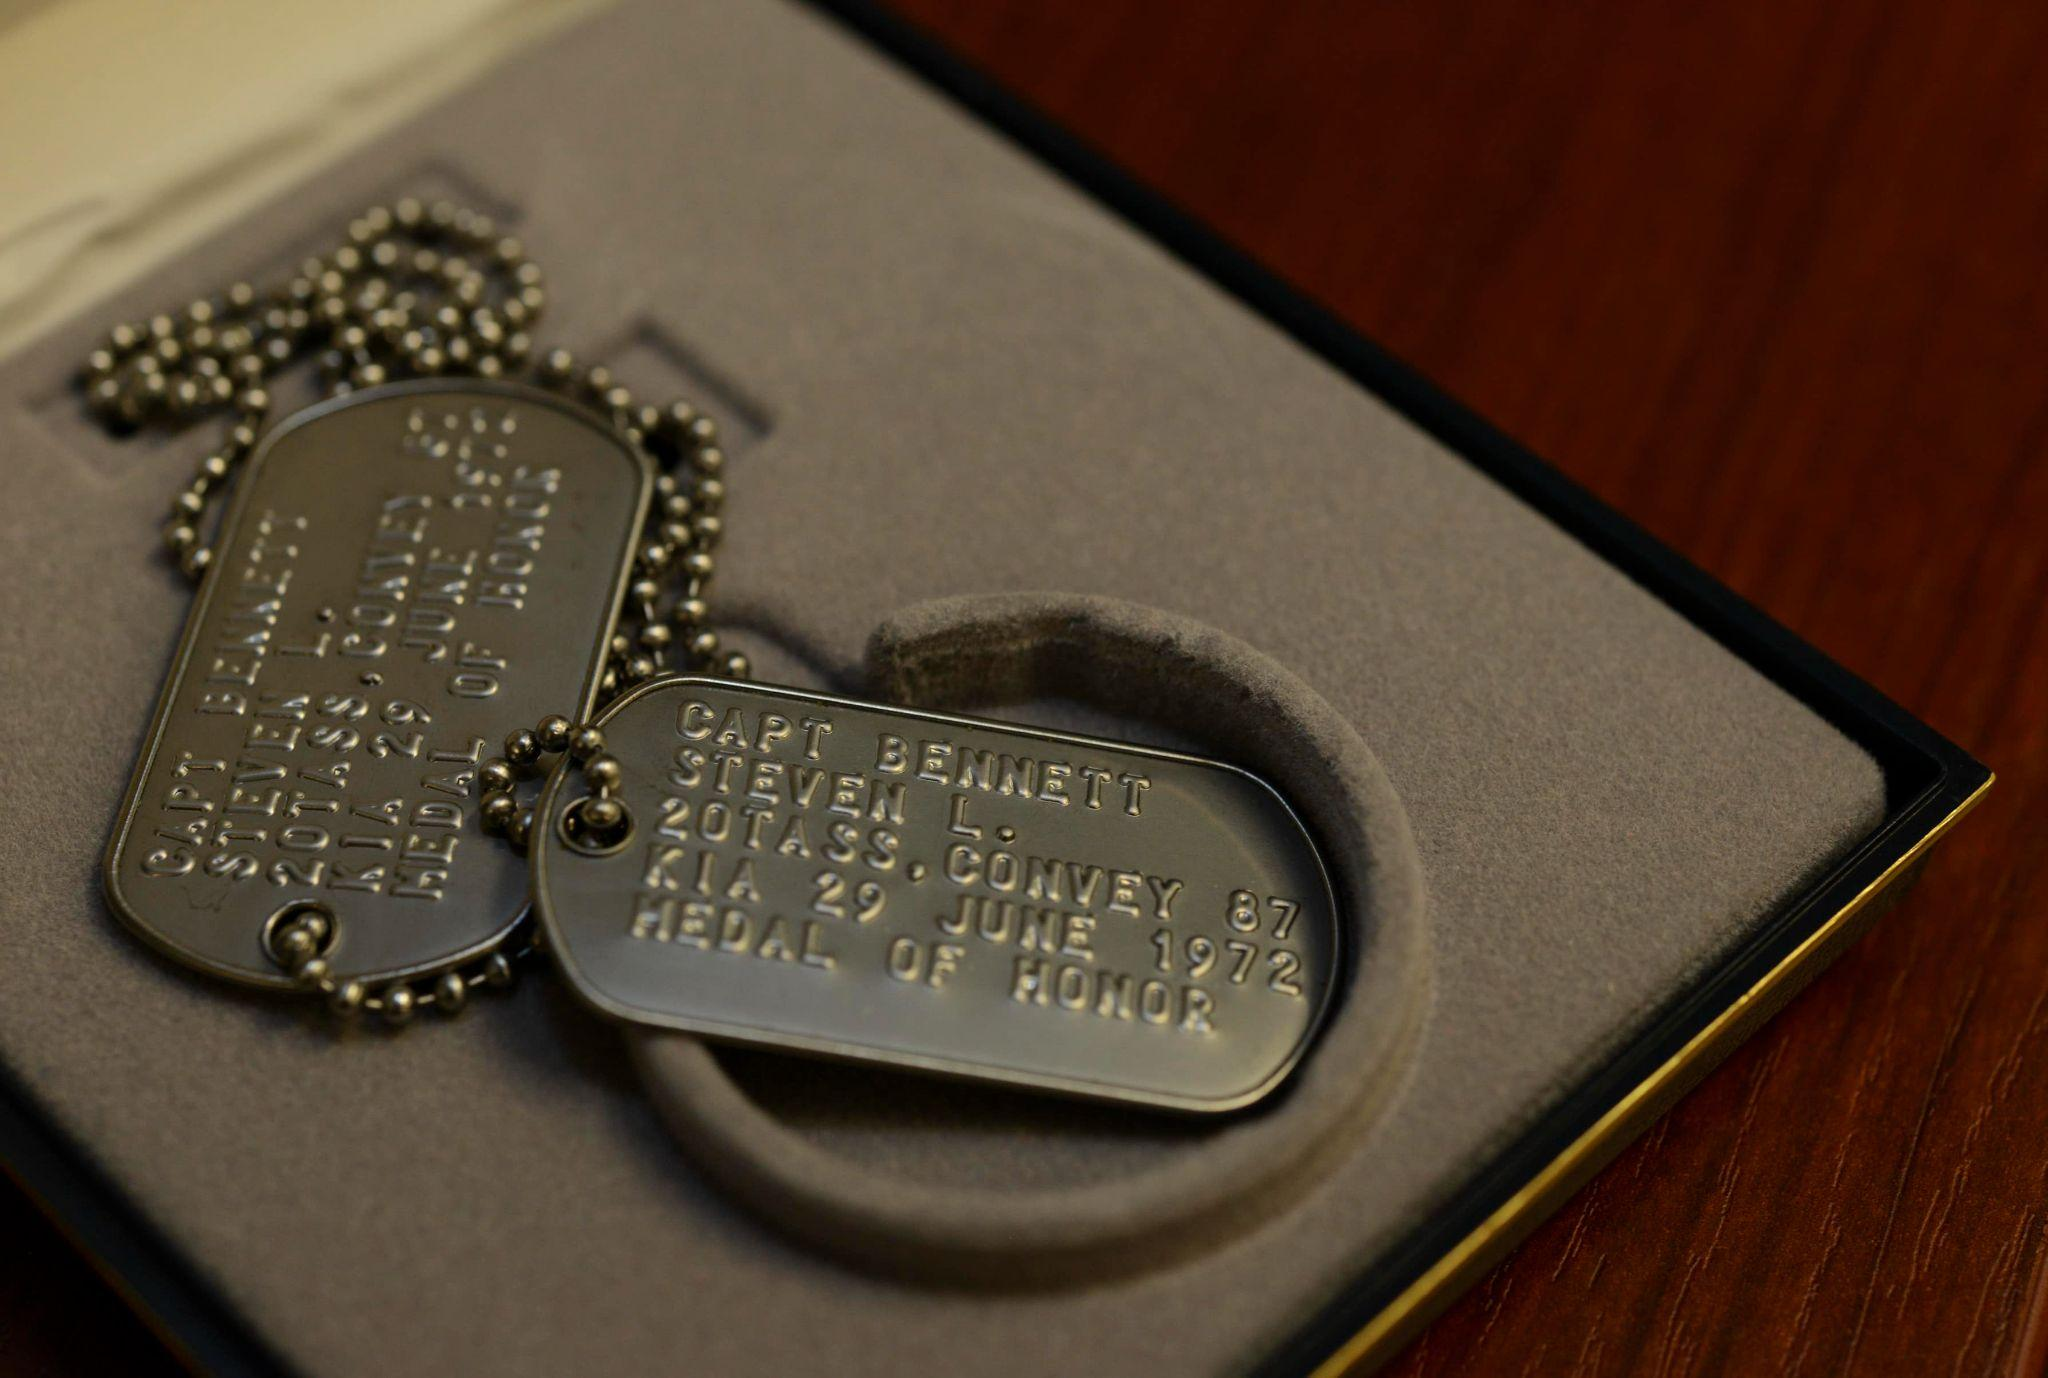 CAPT BENNETT
STEVEN L.
20TASS,CONVEY 87
KIA 29 JUNE 1972
MEDAL OF HONOR
CAPT BENNETT
STEVEN L.
20TASS,CONVEY 87
KIA 29 JUNE 1972
MEDAL OF HONOR